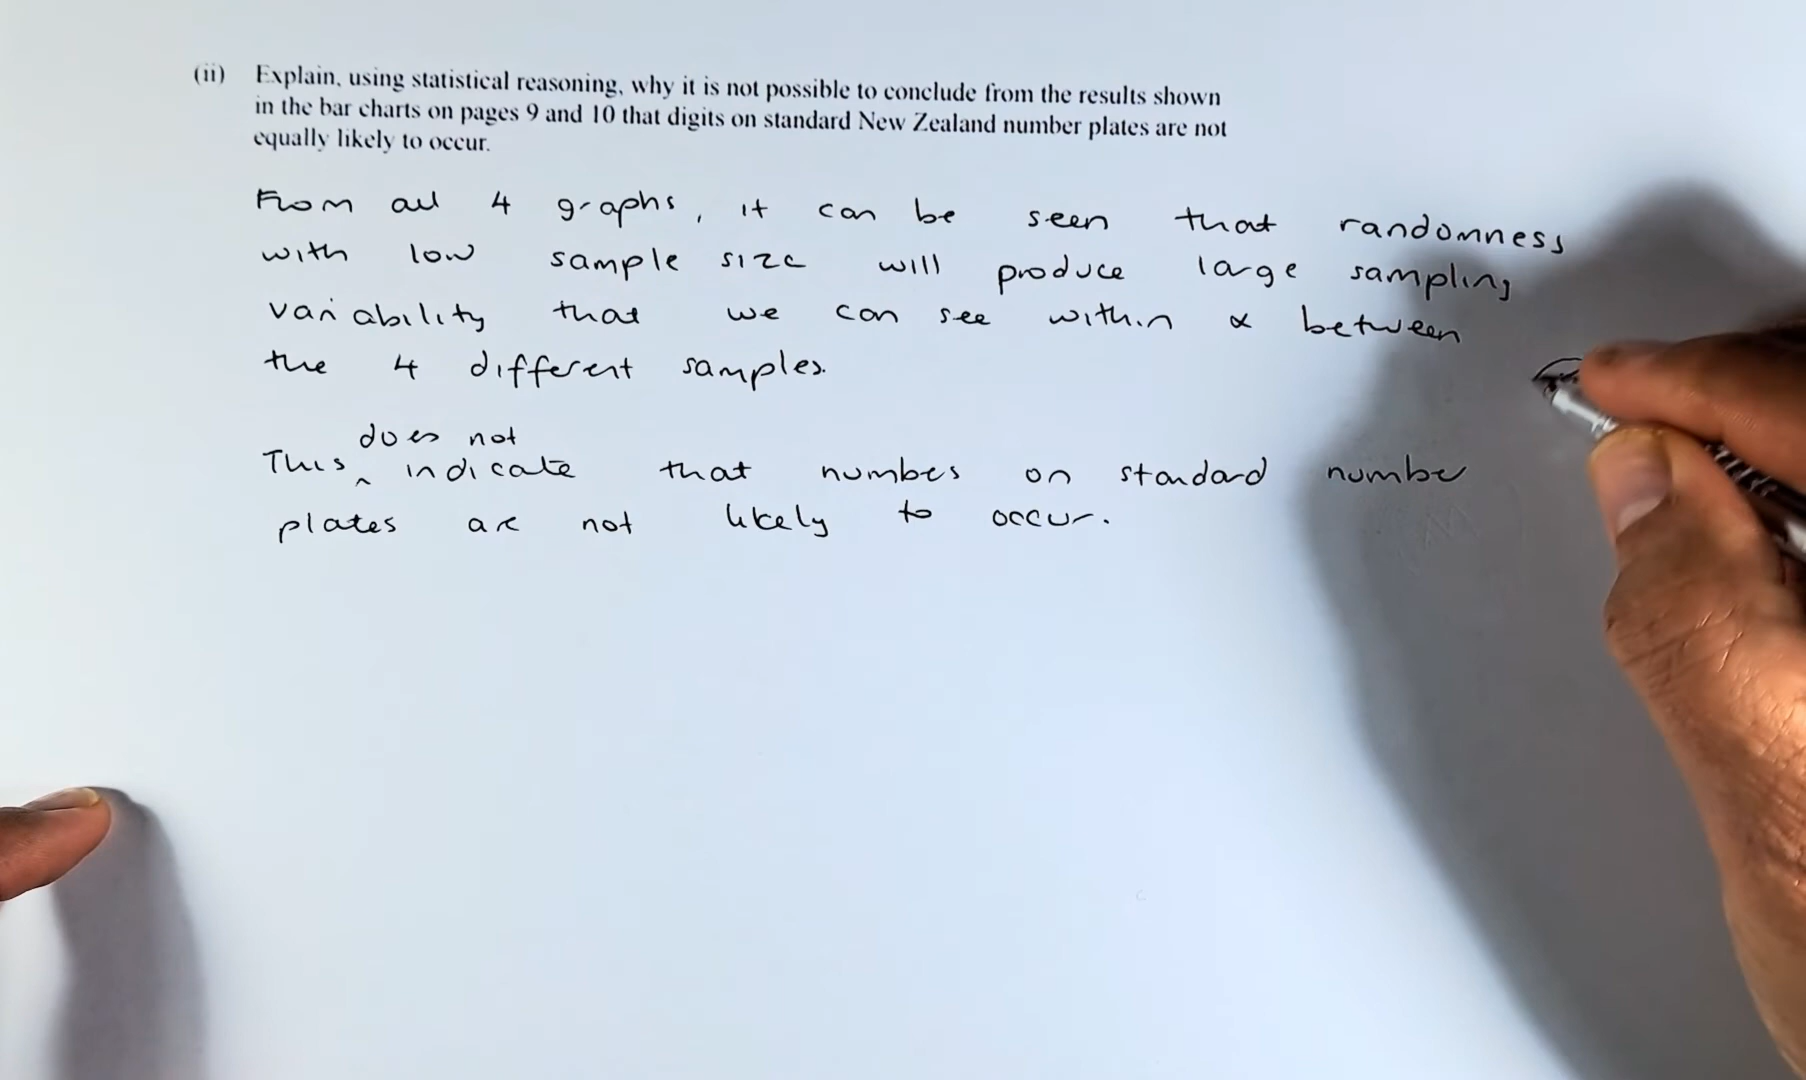 (ii) Explain, using statistical reasoning, why it is not possible to conclude from the results shown
in the bar charts on pages 9 and 10 that digits on standard New Zealand number plates are not
equally likely to occur.
From all 4 graphs, it can be seen that randomness
with low sample size will produce large sampling
variability that we can see within & between
the 4 different samples.
does not
This ^ indicate that numbes on standard numbe
plates are not likely to occur.